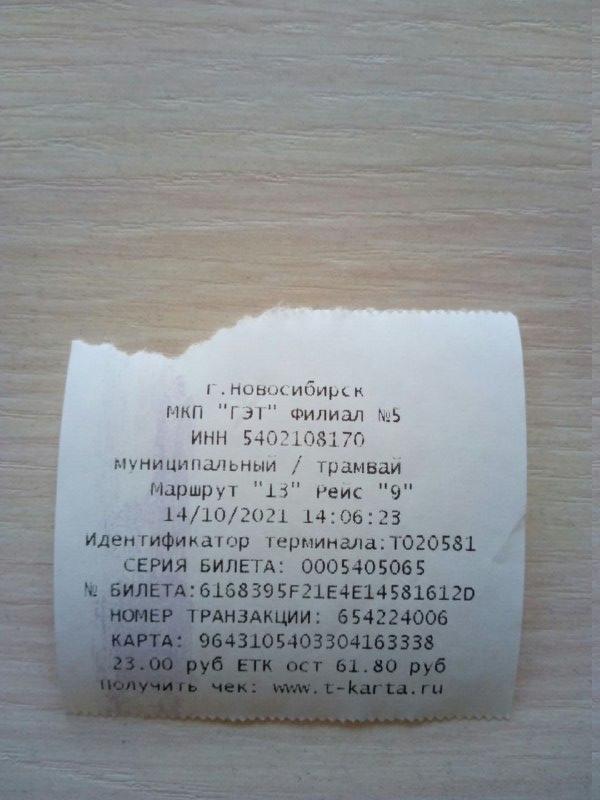 г.Новосибирск
МКП "ГЭТ" Филиал №5
ИНН 5402108170
муниципальный / трамвай
Маршрут "13" Рейс "9"
14/10/2021 14:06:23
Идентификатор терминала:Т020581
СЕРИЯ БИЛЕТА: 0005405065
№ БИЛЕТА:6168395F21E4E14581612D
НОМЕР ТРАНЗАКЦИИ: 654224006
КАРТА: 9643105403304163338
23.00 руб ЕТК ост 61.80 руб
Получить чек: www.t-karta.ru